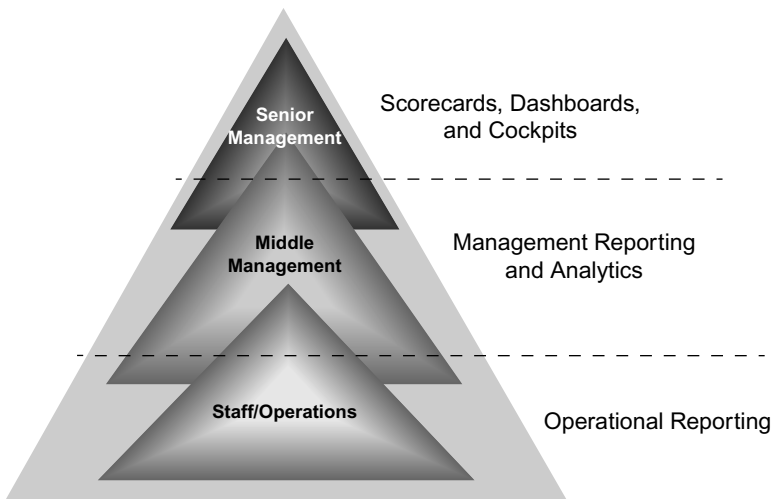 Senior
Management
Scorecards, Dashboards,
and Cockpits
Middle
Management
Management Reporting
and Analytics
Staff/Operations
Operational Reporting